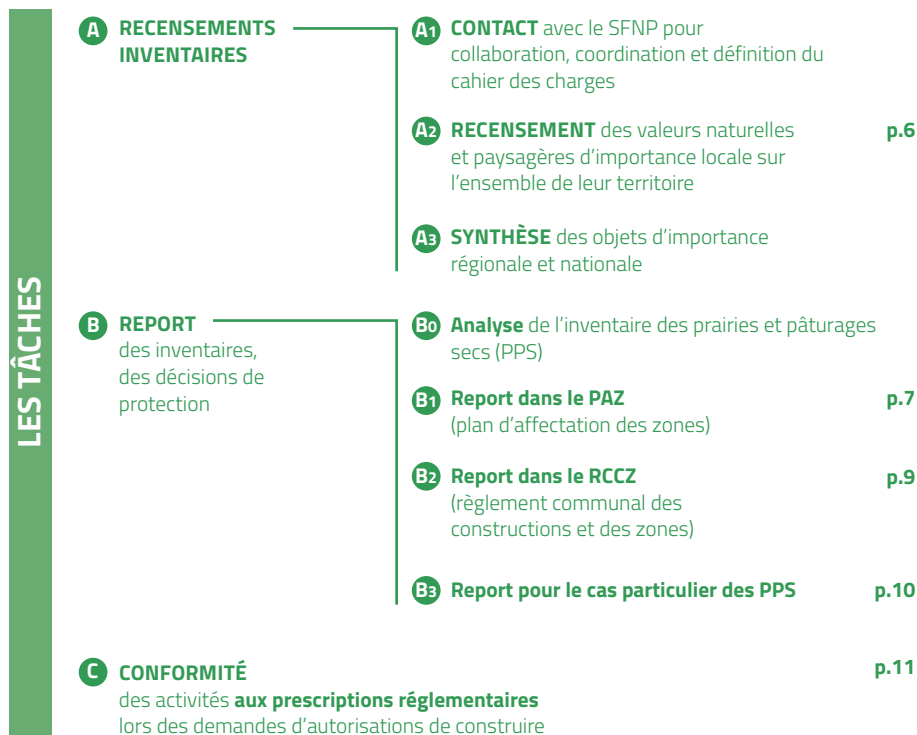 LES TÂCHES
A RECENSEMENTS
INVENTAIRES
A1 CONTACT avec le SFNP pour
collaboration, coordination et définition du
cahier des charges
A2 RECENSEMENT des valeurs naturelles p.6
et paysagères d'importance locale sur
l'ensemble de leur territoire
A3 SYNTHÈSE des objets d'importance
régionale et nationale
B REPORT
des inventaires,
des décisions de
protection
B0 Analyse de l'inventaire des prairies et pâturages
secs (PPS)
B1 Report dans le PAZ p.7
(plan d'affectation des zones)
B2 Report dans le RCCZ p.9
(règlement communal des
constructions et des zones)
B3 Report pour le cas particulier des PPS p.10
C CONFORMITÉ p.11
des activités aux prescriptions réglementaires
lors des demandes d'autorisations de construire